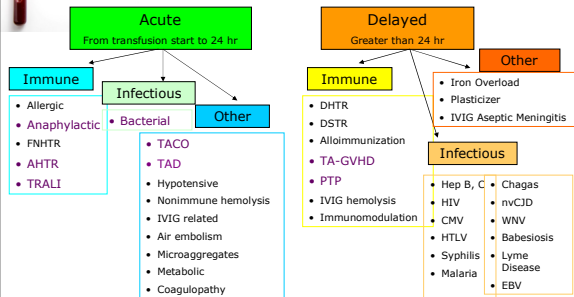 Acute
From transfusion start to 24 hr
Immune
• Allergic
• Anaphylactic
• FNHTR
• AHTR
• TRALI
Infectious
• Bacterial
Other
• TACO
• TAD
• Hypotensive
• Nonimmune hemolysis
• IVIG related
• Air embolism
• Microaggregates
• Metabolic
• Coagulopathy
Delayed
Greater than 24 hr
Immune
• DHTR
• DSTR
• Alloimmunization
• TA-GVHD
• PTP
• IVIG hemolysis
• Immunomodulation
Other
• Iron Overload
• Plasticizer
• IVIG Aseptic Meningitis
Infectious
• Hep B, C
• HIV
• CMV
• HTLV
• Syphilis
• Malaria
• Chagas
• nvCJD
• WNV
• Babesiosis
• Lyme
Disease
• EBV